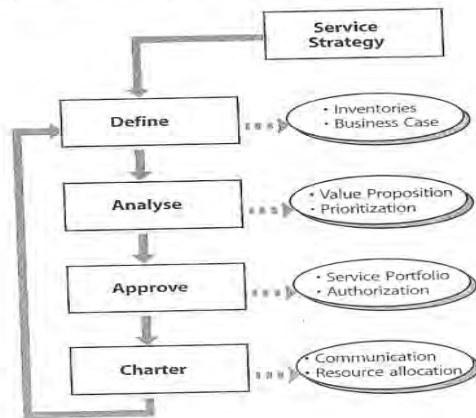 Service
Strategy
Define
• Inventories
• Business Case
Analyse
• Value Proposition
• Prioritization
Approve
• Service Portfolio
• Authorization
Charter
• Communication
• Resource allocation